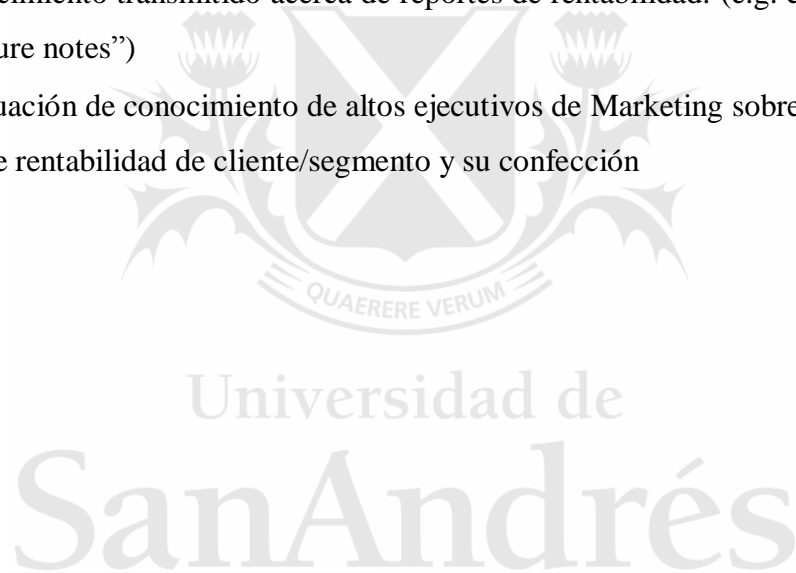 cimiento transmitido acerca de reportes de rentabilidad. (e.g. c
ure notes”)
uación de conocimiento de altos ejecutivos de Marketing sobre
e rentabilidad de cliente/segmento y su confección
QUAERERE VERUM
Universidad de
SanAndrés